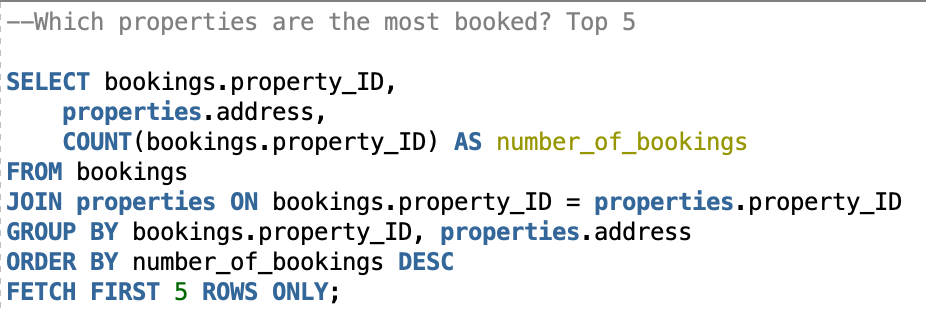 --Which properties are the most booked? Top 5
SELECT bookings.property_ID,
properties.address,
COUNT(bookings.property_ID) AS number_of_bookings
FROM bookings
JOIN properties ON bookings.property_ID = properties.property_ID
GROUP BY bookings.property_ID, properties.address
ORDER BY number_of_bookings DESC
FETCH FIRST 5 ROWS ONLY;